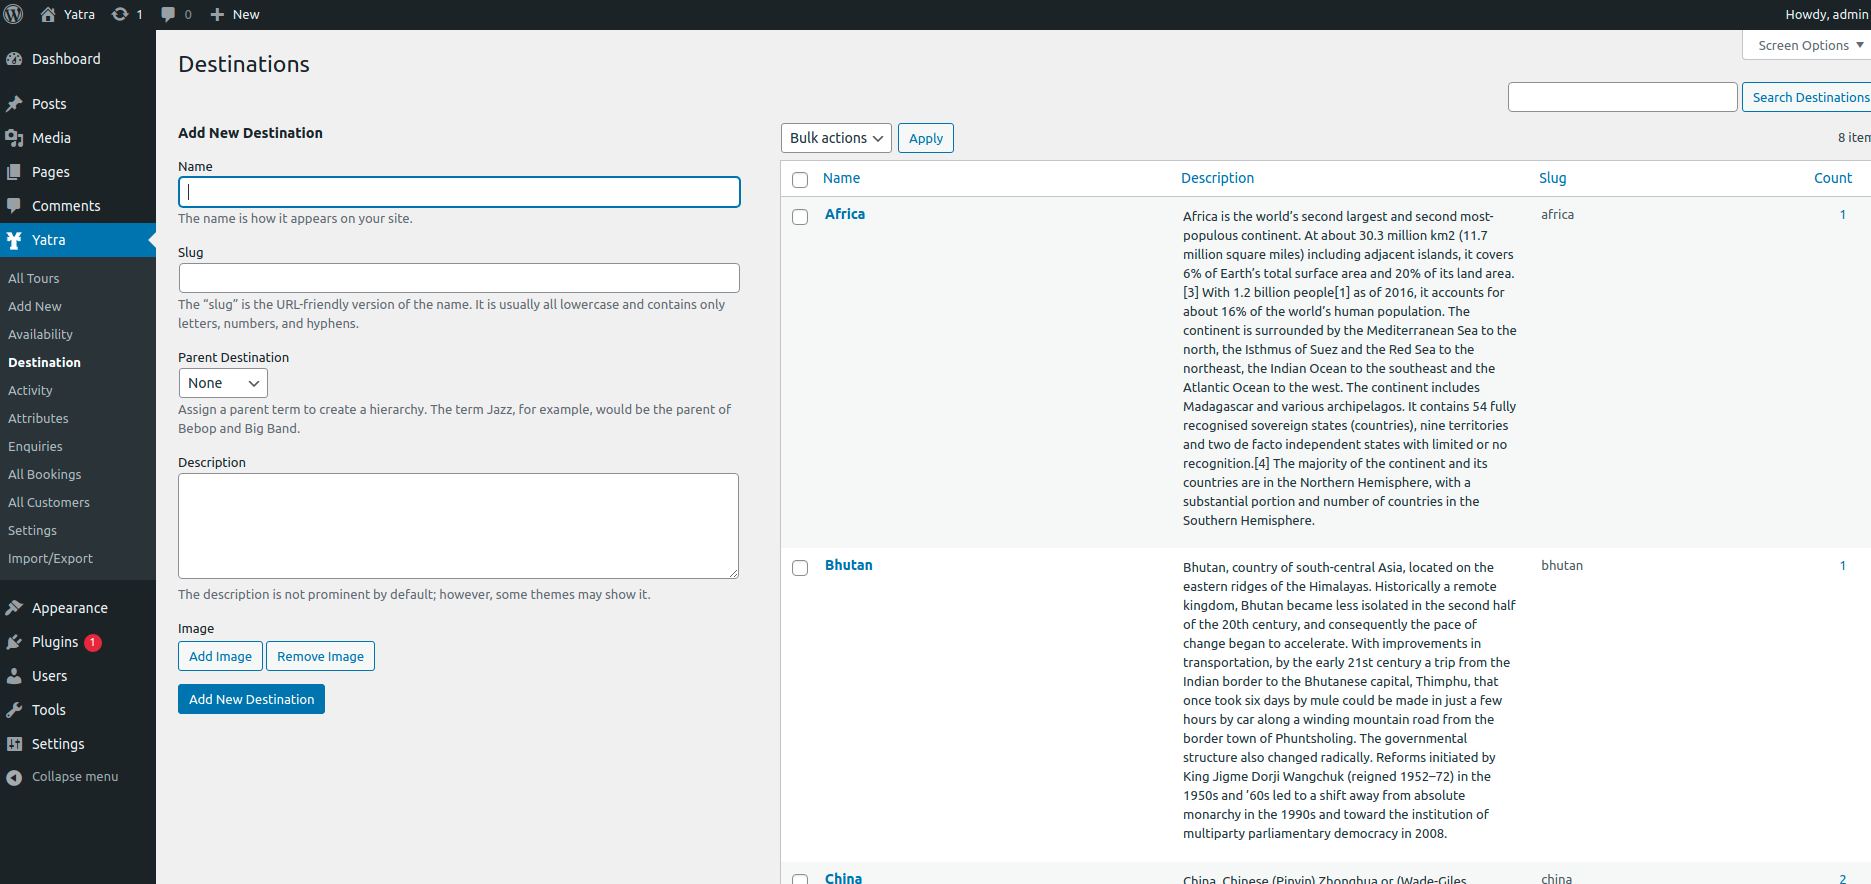 Yatra
1
0
New
Howdy, admin
Dashboard
Posts
Media
Pages
Comments
Yatra
All Tours
Add New
Availability
Destination
Activity
Attributes
Enquiries
All Bookings
All Customers
Settings
Import/Export
Appearance
Plugins 1
Users
Tools
Settings
Collapse menu
Screen Options
Destinations
Search Destinations
Add New Destination
Name
The name is how it appears on your site.
Slug
The “slug” is the URL-friendly version of the name. It is usually all lowercase and contains only
letters, numbers, and hyphens.
Parent Destination
None
Assign a parent term to create a hierarchy. The term Jazz, for example, would be the parent of
Bebop and Big Band.
Description
The description is not prominent by default; however, some themes may show it.
Image
Add Image
Remove Image
Add New Destination
Bulk actions
Apply
8 item
Name
Description
Slug
Count
Africa
Africa is the world’s second largest and second most-
populous continent. At about 30.3 million km2 (11.7
million square miles) including adjacent islands, it covers
6% of Earth’s total surface area and 20% of its land area.
[3] With 1.2 billion people[1] as of 2016, it accounts for
about 16% of the world’s human population. The
continent is surrounded by the Mediterranean Sea to the
north, the Isthmus of Suez and the Red Sea to the
northeast, the Indian Ocean to the southeast and the
Atlantic Ocean to the west. The continent includes
Madagascar and various archipelagos. It contains 54 fully
recognised sovereign states (countries), nine territories
and two de facto independent states with limited or no
recognition.[4] The majority of the continent and its
countries are in the Northern Hemisphere, with a
substantial portion and number of countries in the
Southern Hemisphere.
africa
1
Bhutan
Bhutan, country of south-central Asia, located on the
eastern ridges of the Himalayas. Historically a remote
kingdom, Bhutan became less isolated in the second half
of the 20th century, and consequently the pace of
change began to accelerate. With improvements in
transportation, by the early 21st century a trip from the
Indian border to the Bhutanese capital, Thimphu, that
once took six days by mule could be made in just a few
hours by car along a winding mountain road from the
border town of Phuntsholing. The governmental
structure also changed radically. Reforms initiated by
King Jigme Dorji Wangchuk (reigned 1952–72) in the
1950s and ’60s led to a shift away from absolute
monarchy in the 1990s and toward the institution of
multiparty parliamentary democracy in 2008.
bhutan
1
China
China, Chinese (Pinyin) Zhonghua or (Wade-Giles
china
2